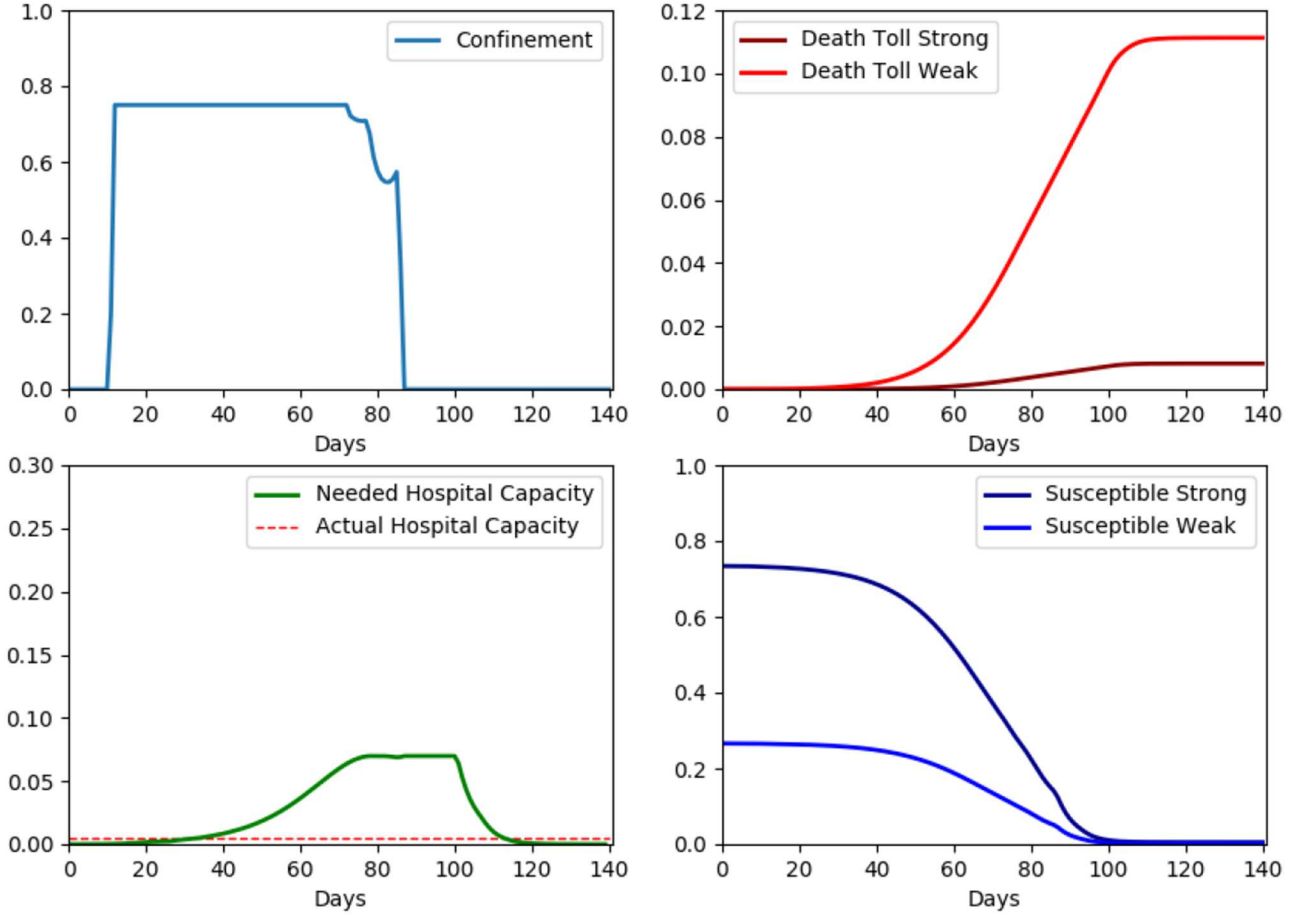 1.0
0.8
0.6
0.4
0.2
0.0
0 20 40 60 80 100 120 140
Days
Confinement
0.12
0.10
0.08
0.06
0.04
0.02
0.00
0 20 40 60 80 100 120 140
Days
Death Toll Strong
Death Toll Weak
0.30
0.25
0.20
0.15
0.10
0.05
0.00
0 20 40 60 80 100 120 140
Days
Needed Hospital Capacity
Actual Hospital Capacity
1.0
0.8
0.6
0.4
0.2
0.0
0 20 40 60 80 100 120 140
Days
Susceptible Strong
Susceptible Weak